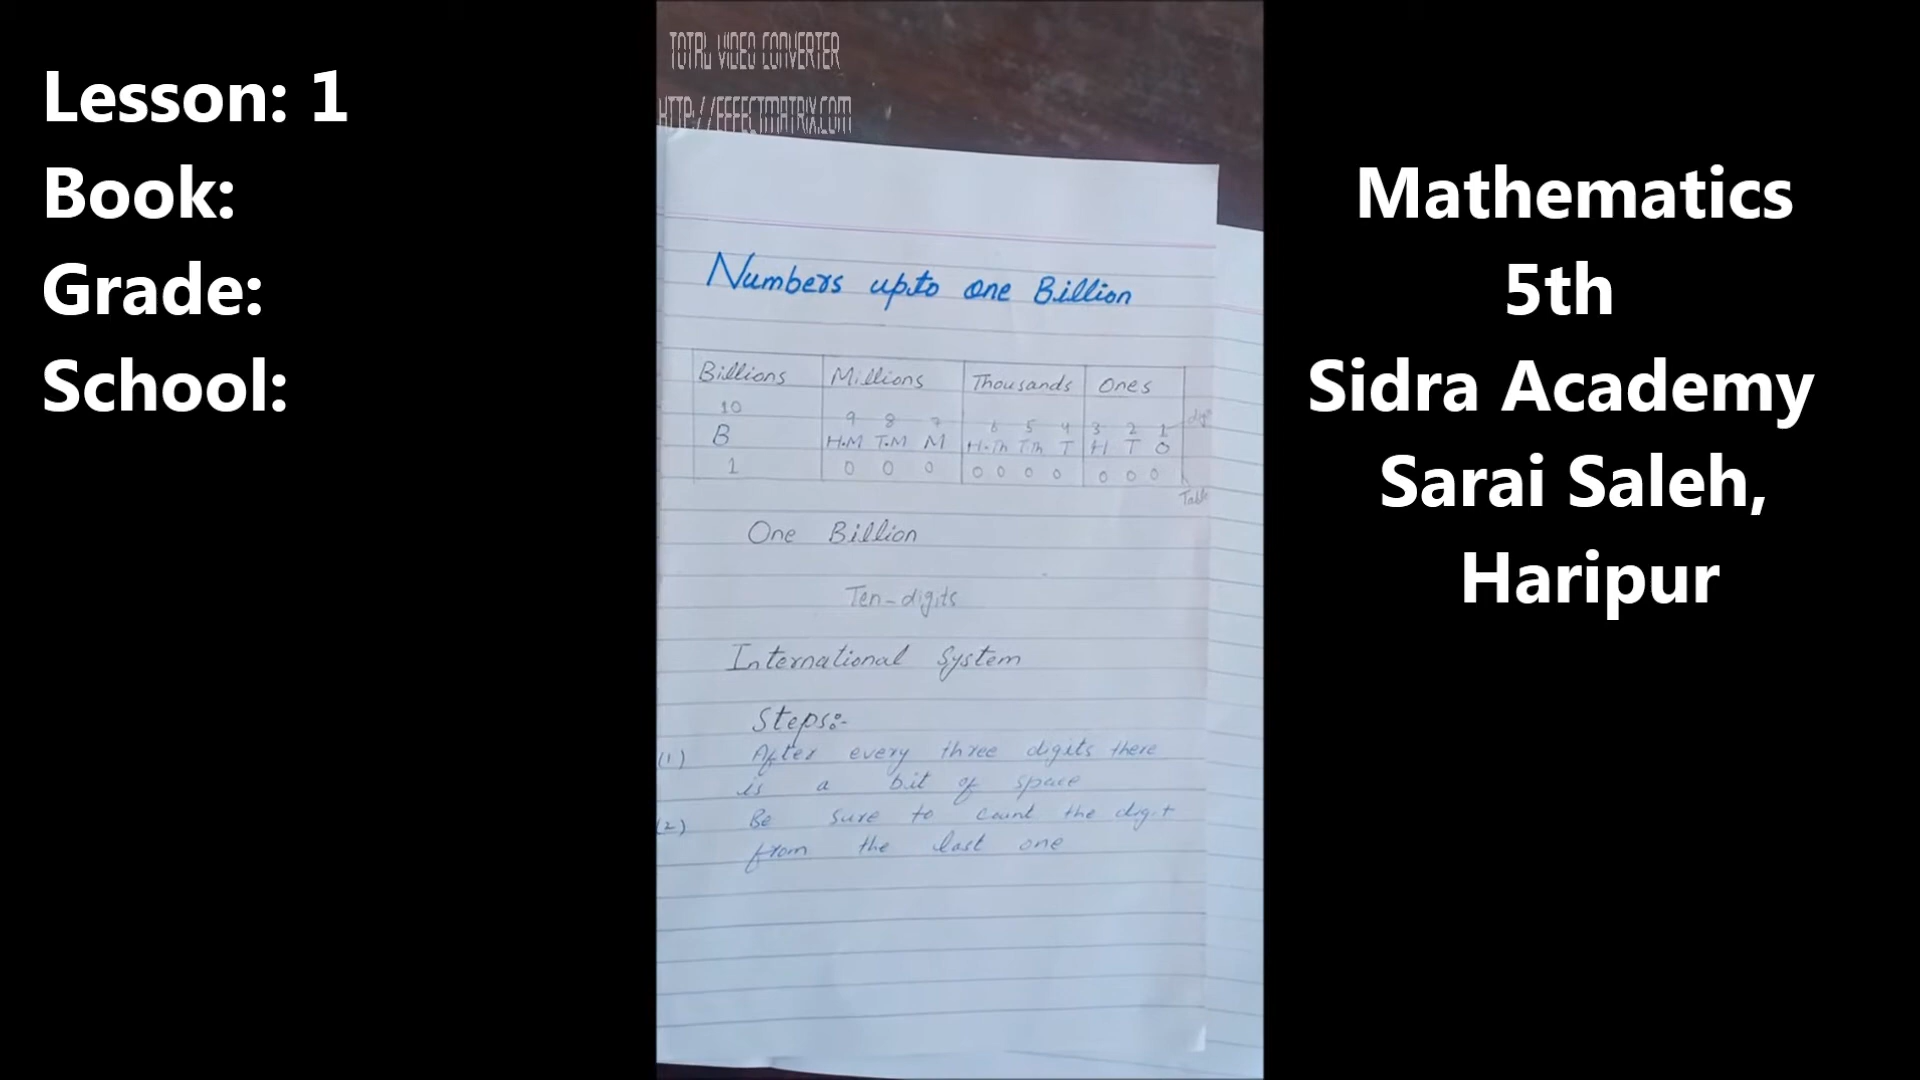 Lesson: 1
Book:
Grade:
School:
TOTAL VIDEO CONVERTER
HTTP://EFFECTMATRIX.COM
Numbers upto one Billion
Billions Millions Thousands Ones
10 9 8 7 6 5 4 3 2 1 digit
B H.M T.M M H.Th T.Th T H T O
1 0 0 0 0 0 0 0 0 0 0
Table
One Billion
Ten-digits
International System
Steps:-
(1) After every three digits there
is a bit of space
(2) Be sure to count the digit
from the last one
Mathematics
5th
Sidra Academy
Sarai Saleh,
Haripur